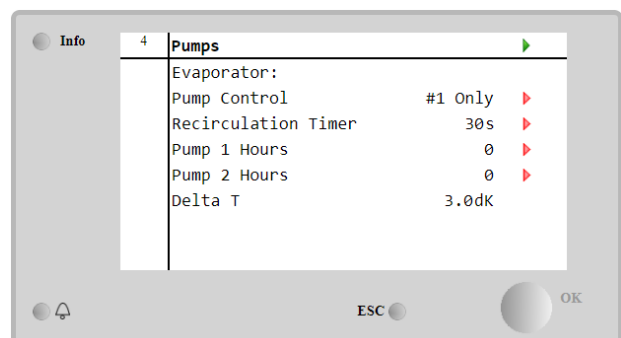 Info
4 Pumps
Evaporator:
Pump Control #1 Only
Recirculation Timer 30s
Pump 1 Hours 0
Pump 2 Hours 0
Delta T 3.0dK
ESC
OK